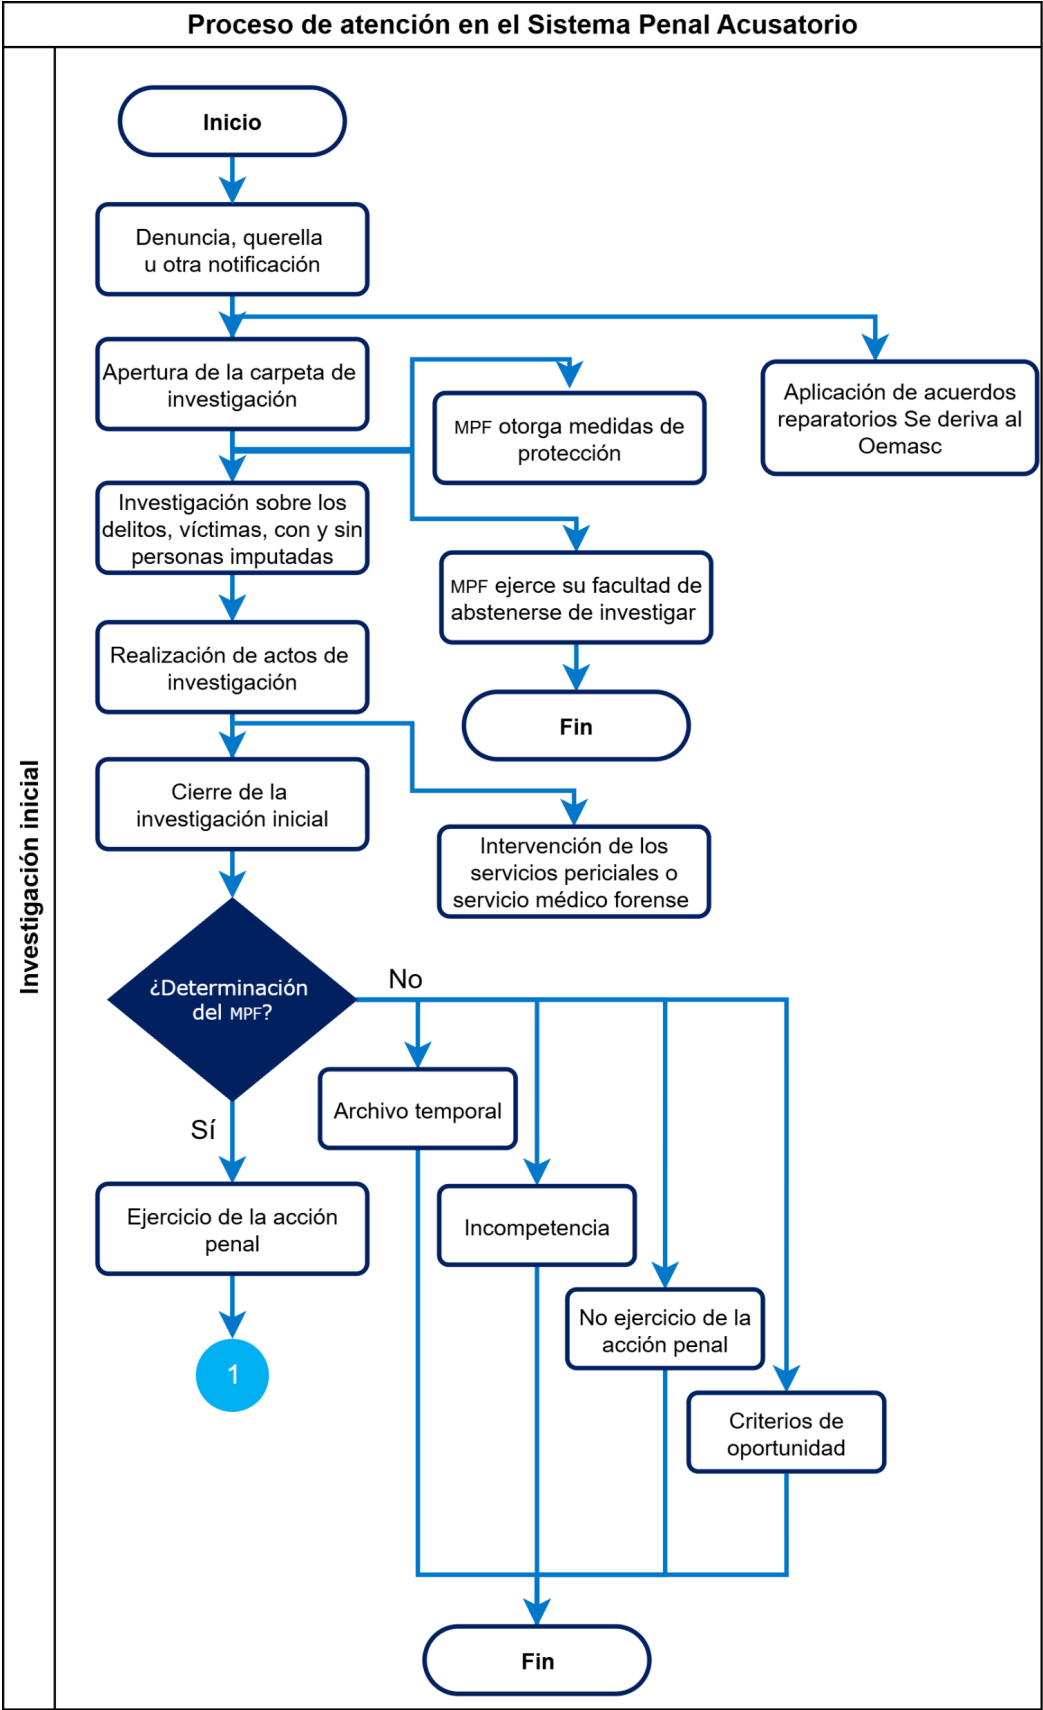 Proceso de atención en el Sistema Penal Acusatorio
Investigación inicial
Inicio
Denuncia, querella
u otra notificación
Apertura de la carpeta de
investigación
Aplicación de acuerdos
reparatorios Se deriva al
Oemasc
MPF otorga medidas de
protección
Investigación sobre los
delitos, víctimas, con y sin
personas imputadas
MPF ejerce su facultad de
abstenerse de investigar
Realización de actos de
investigación
Fin
Cierre de la
investigación inicial
Intervención de los
servicios periciales o
servicio médico forense
¿Determinación
del MPF?
No
Sí
Archivo temporal
Ejercicio de la acción
penal
Incompetencia
No ejercicio de la
acción penal
1
Criterios de
oportunidad
Fin